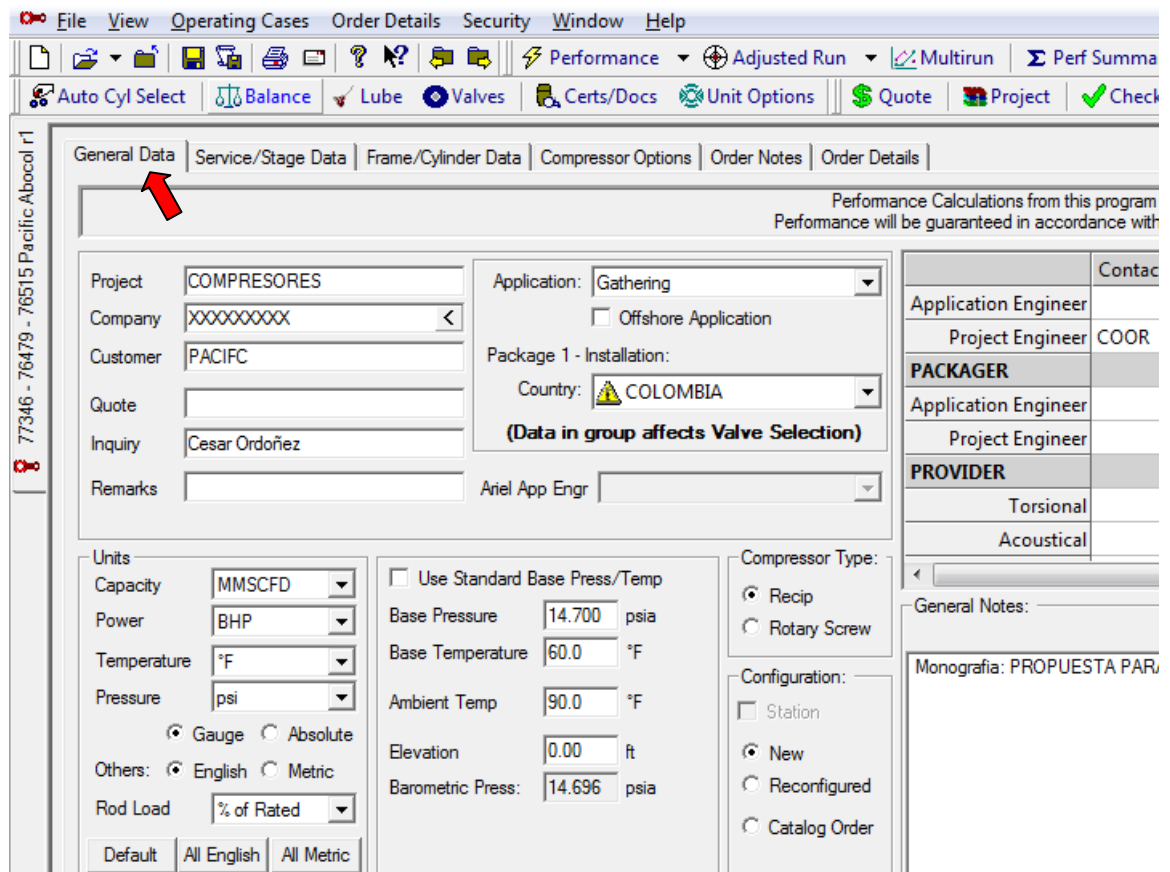 File View Operating Cases Order Details Security Window Help
Performance Adjusted Run Multirun Σ Perf Summa
Auto Cyl Select Balance Lube Valves Certs/Docs Unit Options $ Quote Project Check
77346 - 76479 - 76515 Pacific Abocol r1
General Data Service/Stage Data Frame/Cylinder Data Compressor Options Order Notes Order Details
Performance Calculations from this program
Performance will be guaranteed in accordance with
Project COMPRESORES
Company XXXXXXXXX <
Customer PACIFC
Quote
Inquiry Cesar Ordoñez
Remarks
Application: Gathering
Offshore Application
Package 1 - Installation:
Country: COLOMBIA
(Data in group affects Valve Selection)
Ariel App Engr
Contac
Application Engineer
Project Engineer COOR
PACKAGER
Application Engineer
Project Engineer
PROVIDER
Torsional
Acoustical
Units
Capacity MMSCFD
Power BHP
Temperature °F
Pressure psi
Gauge Absolute
Others: English Metric
Rod Load % of Rated
Default All English All Metric
Use Standard Base Press/Temp
Base Pressure 14.700 psia
Base Temperature 60.0 °F
Ambient Temp 90.0 °F
Elevation 0.00 ft
Barometric Press: 14.696 psia
Compressor Type:
Recip
Rotary Screw
Configuration:
Station
New
Reconfigured
Catalog Order
General Notes:
Monografia: PROPUESTA PARA